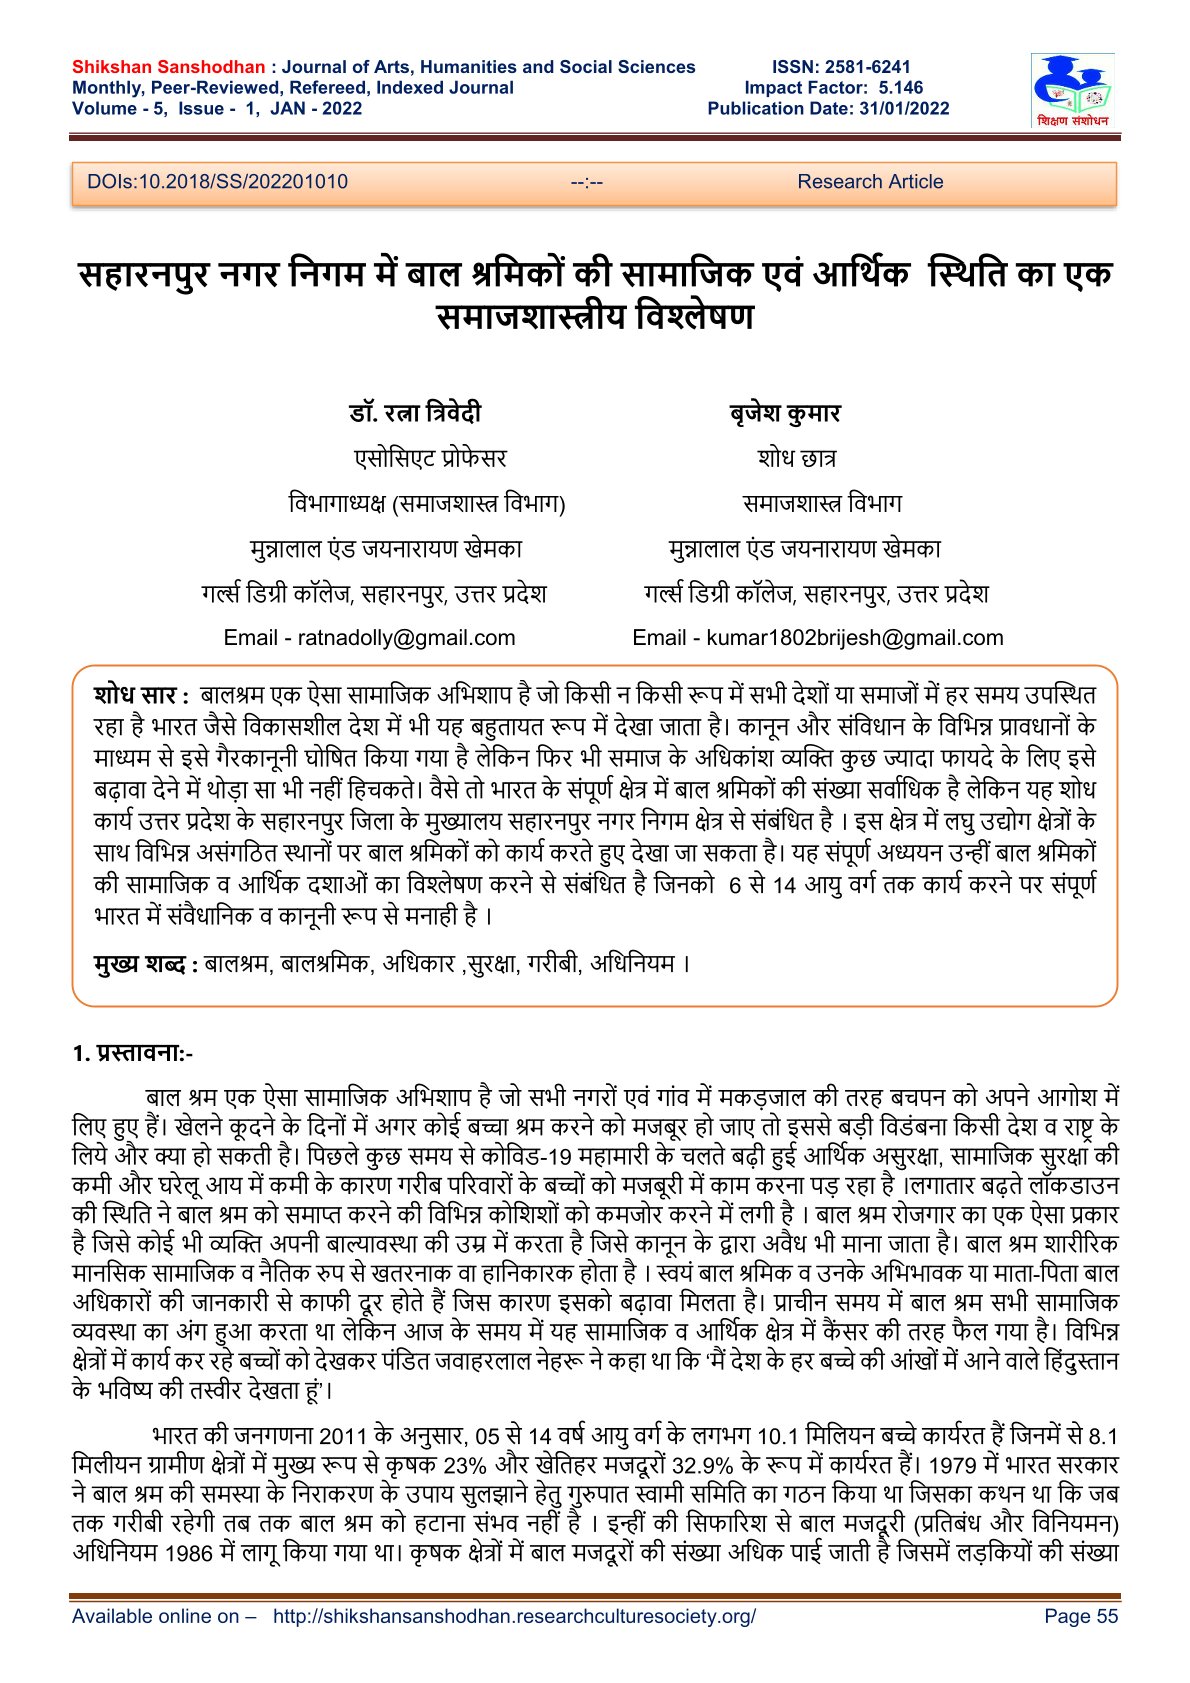 Shikshan Sanshodhan : Journal of Arts, Humanities and Social Sciences ISSN: 2581-6241
Monthly, Peer-Reviewed, Refereed, Indexed Journal Impact Factor: 5.146
Volume - 5, Issue - 1, JAN - 2022 Publication Date: 31/01/2022
शिक्षण संशोधन
DOIs:10.2018/SS/202201010 --:-- Research Article
सहारनपुर नगर निगम में बाल श्रमिकों की सामाजिक एवं आर्थिक स्थिति का एक
समाजशास्त्रीय विश्लेषण
डॉ. रत्ना त्रिवेदी बृजेश कुमार
एसोसिएट प्रोफेसर शोध छात्र
विभागाध्यक्ष (समाजशास्त्र विभाग) समाजशास्त्र विभाग
मुन्नालाल एंड जयनारायण खेमका मुन्नालाल एंड जयनारायण खेमका
गर्ल्स डिग्री कॉलेज, सहारनपुर, उत्तर प्रदेश गर्ल्स डिग्री कॉलेज, सहारनपुर, उत्तर प्रदेश
Email - ratnadolly@gmail.com Email - kumar1802brijesh@gmail.com
शोध सार : बालश्रम एक ऐसा सामाजिक अभिशाप है जो किसी न किसी रूप में सभी देशों या समाजों में हर समय उपस्थित
रहा है भारत जैसे विकासशील देश में भी यह बहुतायत रूप में देखा जाता है। कानून और संविधान के विभिन्न प्रावधानों के
माध्यम से इसे गैरकानूनी घोषित किया गया है लेकिन फिर भी समाज के अधिकांश व्यक्ति कुछ ज्यादा फायदे के लिए इसे
बढ़ावा देने में थोड़ा सा भी नहीं हिचकते। वैसे तो भारत के संपूर्ण क्षेत्र में बाल श्रमिकों की संख्या सर्वाधिक है लेकिन यह शोध
कार्य उत्तर प्रदेश के सहारनपुर जिला के मुख्यालय सहारनपुर नगर निगम क्षेत्र से संबंधित है । इस क्षेत्र में लघु उद्योग क्षेत्रों के
साथ विभिन्न असंगठित स्थानों पर बाल श्रमिकों को कार्य करते हुए देखा जा सकता है। यह संपूर्ण अध्ययन उन्हीं बाल श्रमिकों
की सामाजिक व आर्थिक दशाओं का विश्लेषण करने से संबंधित है जिनको 6 से 14 आयु वर्ग तक कार्य करने पर संपूर्ण
भारत में संवैधानिक व कानूनी रूप से मनाही है ।
मुख्य शब्द : बालश्रम, बालश्रमिक, अधिकार ,सुरक्षा, गरीबी, अधिनियम ।
1. प्रस्तावना:-
बाल श्रम एक ऐसा सामाजिक अभिशाप है जो सभी नगरों एवं गांव में मकड़जाल की तरह बचपन को अपने आगोश में
लिए हुए हैं। खेलने कूदने के दिनों में अगर कोई बच्चा श्रम करने को मजबूर हो जाए तो इससे बड़ी विडंबना किसी देश व राष्ट्र के
लिये और क्या हो सकती है। पिछले कुछ समय से कोविड-19 महामारी के चलते बढ़ी हुई आर्थिक असुरक्षा, सामाजिक सुरक्षा की
कमी और घरेलू आय में कमी के कारण गरीब परिवारों के बच्चों को मजबूरी में काम करना पड़ रहा है ।लगातार बढ़ते लॉकडाउन
की स्थिति ने बाल श्रम को समाप्त करने की विभिन्न कोशिशों को कमजोर करने में लगी है । बाल श्रम रोजगार का एक ऐसा प्रकार
है जिसे कोई भी व्यक्ति अपनी बाल्यावस्था की उम्र में करता है जिसे कानून के द्वारा अवैध भी माना जाता है। बाल श्रम शारीरिक
मानसिक सामाजिक व नैतिक रुप से खतरनाक वा हानिकारक होता है । स्वयं बाल श्रमिक व उनके अभिभावक या माता-पिता बाल
अधिकारों की जानकारी से काफी दूर होते हैं जिस कारण इसको बढ़ावा मिलता है। प्राचीन समय में बाल श्रम सभी सामाजिक
व्यवस्था का अंग हुआ करता था लेकिन आज के समय में यह सामाजिक व आर्थिक क्षेत्र में कैंसर की तरह फैल गया है। विभिन्न
क्षेत्रों में कार्य कर रहे बच्चों को देखकर पंडित जवाहरलाल नेहरू ने कहा था कि ‘मैं देश के हर बच्चे की आंखों में आने वाले हिंदुस्तान
के भविष्य की तस्वीर देखता हूं’।
भारत की जनगणना 2011 के अनुसार, 05 से 14 वर्ष आयु वर्ग के लगभग 10.1 मिलियन बच्चे कार्यरत हैं जिनमें से 8.1
मिलीयन ग्रामीण क्षेत्रों में मुख्य रूप से कृषक 23% और खेतिहर मजदूरों 32.9% के रूप में कार्यरत हैं। 1979 में भारत सरकार
ने बाल श्रम की समस्या के निराकरण के उपाय सुलझाने हेतु गुरुपात स्वामी समिति का गठन किया था जिसका कथन था कि जब
तक गरीबी रहेगी तब तक बाल श्रम को हटाना संभव नहीं है । इन्हीं की सिफारिश से बाल मजदूरी (प्रतिबंध और विनियमन)
अधिनियम 1986 में लागू किया गया था। कृषक क्षेत्रों में बाल मजदूरों की संख्या अधिक पाई जाती है जिसमें लड़कियों की संख्या
Available online on – http://shikshansanshodhan.researchculturesociety.org/ Page 55